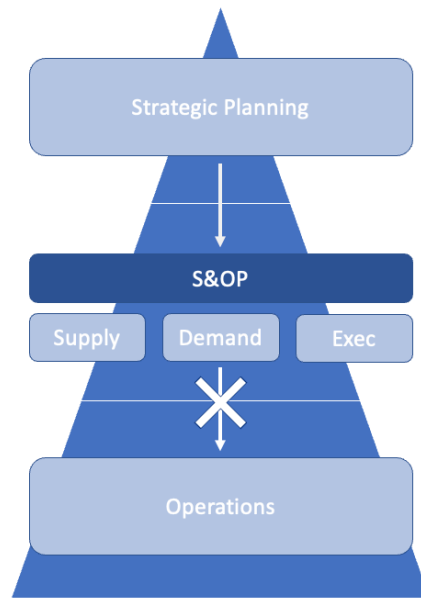 Strategic Planning
S&OP
Supply
Demand
Exec
Operations